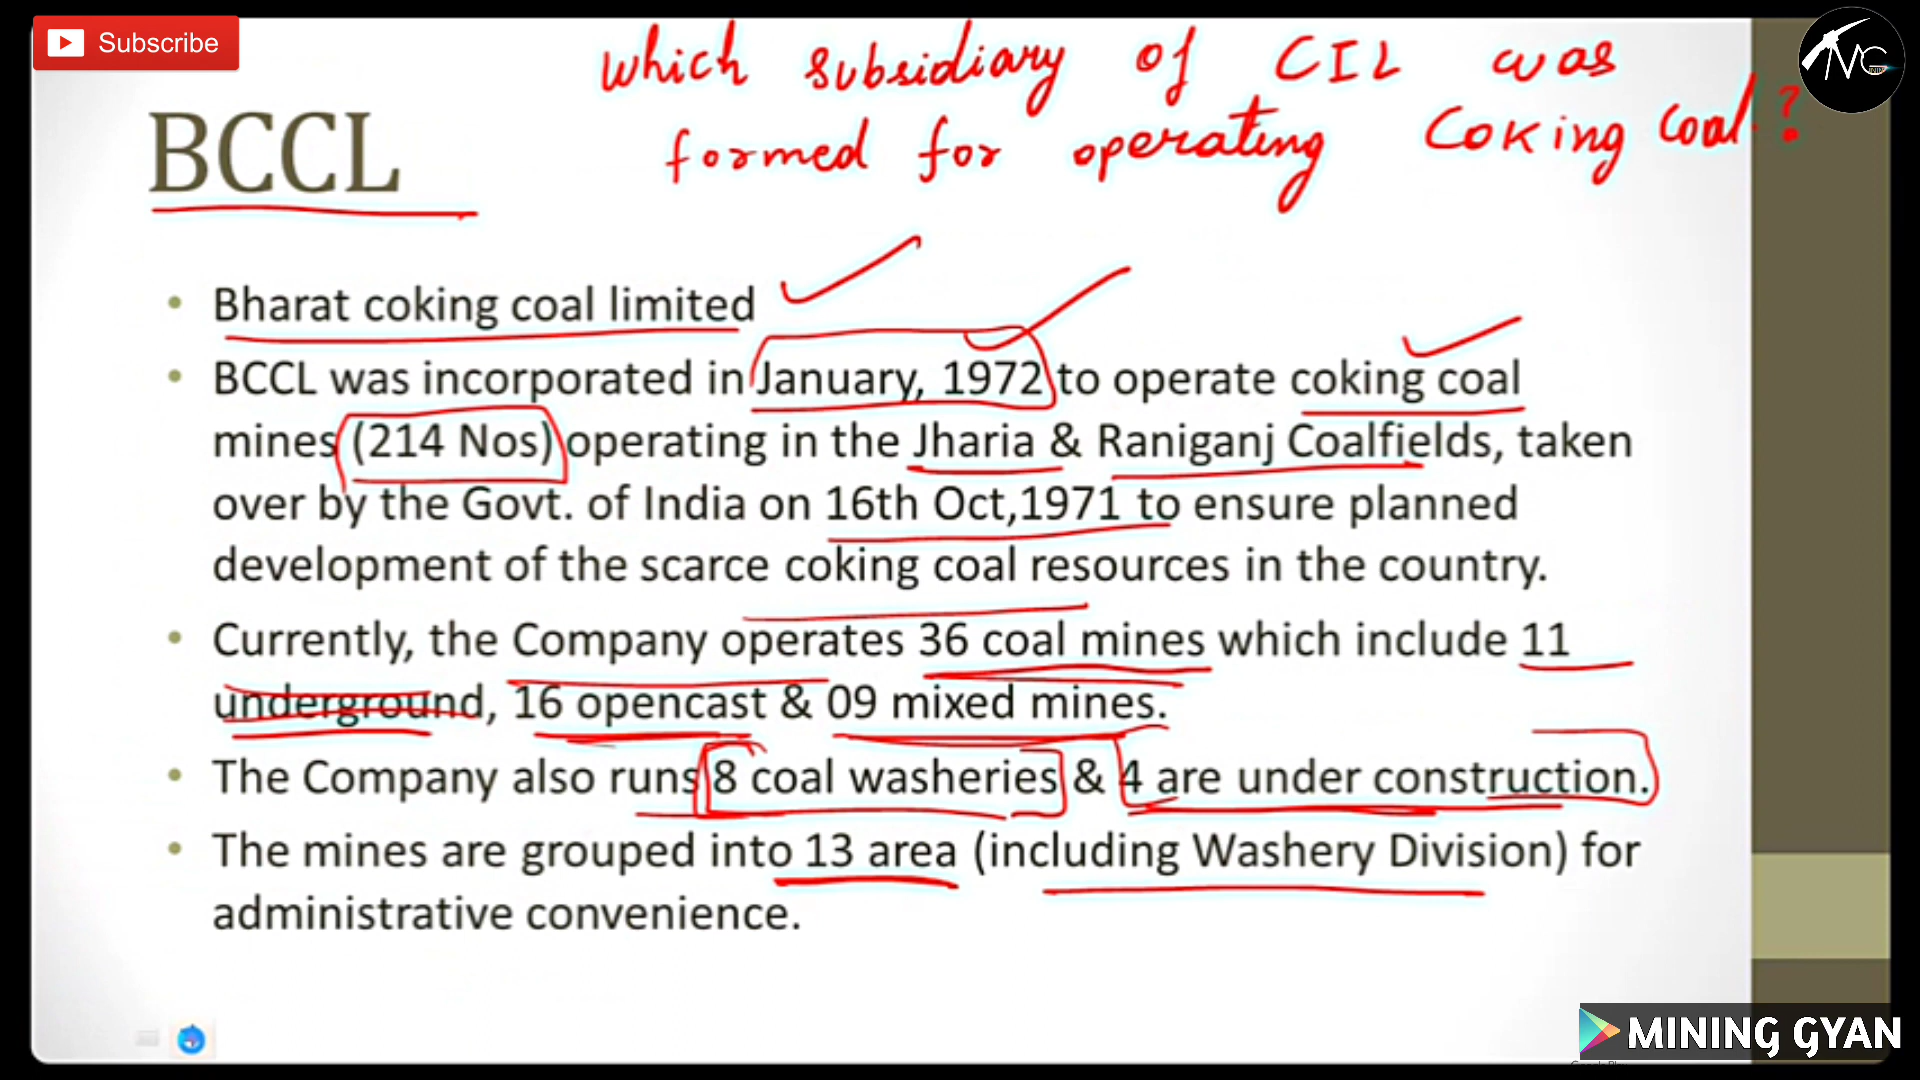 Subscribe
which subsidiary of CIL was
formed for operating Coking Coal.?
MG
BCCL
• Bharat coking coal limited
• BCCL was incorporated in January, 1972 to operate coking coal
mines (214 Nos) operating in the Jharia & Raniganj Coalfields, taken
over by the Govt. of India on 16th Oct,1971 to ensure planned
development of the scarce coking coal resources in the country.
• Currently, the Company operates 36 coal mines which include 11
underground, 16 opencast & 09 mixed mines.
• The Company also runs 8 coal washeries & 4 are under construction.
• The mines are grouped into 13 area (including Washery Division) for
administrative convenience.
MINING GYAN